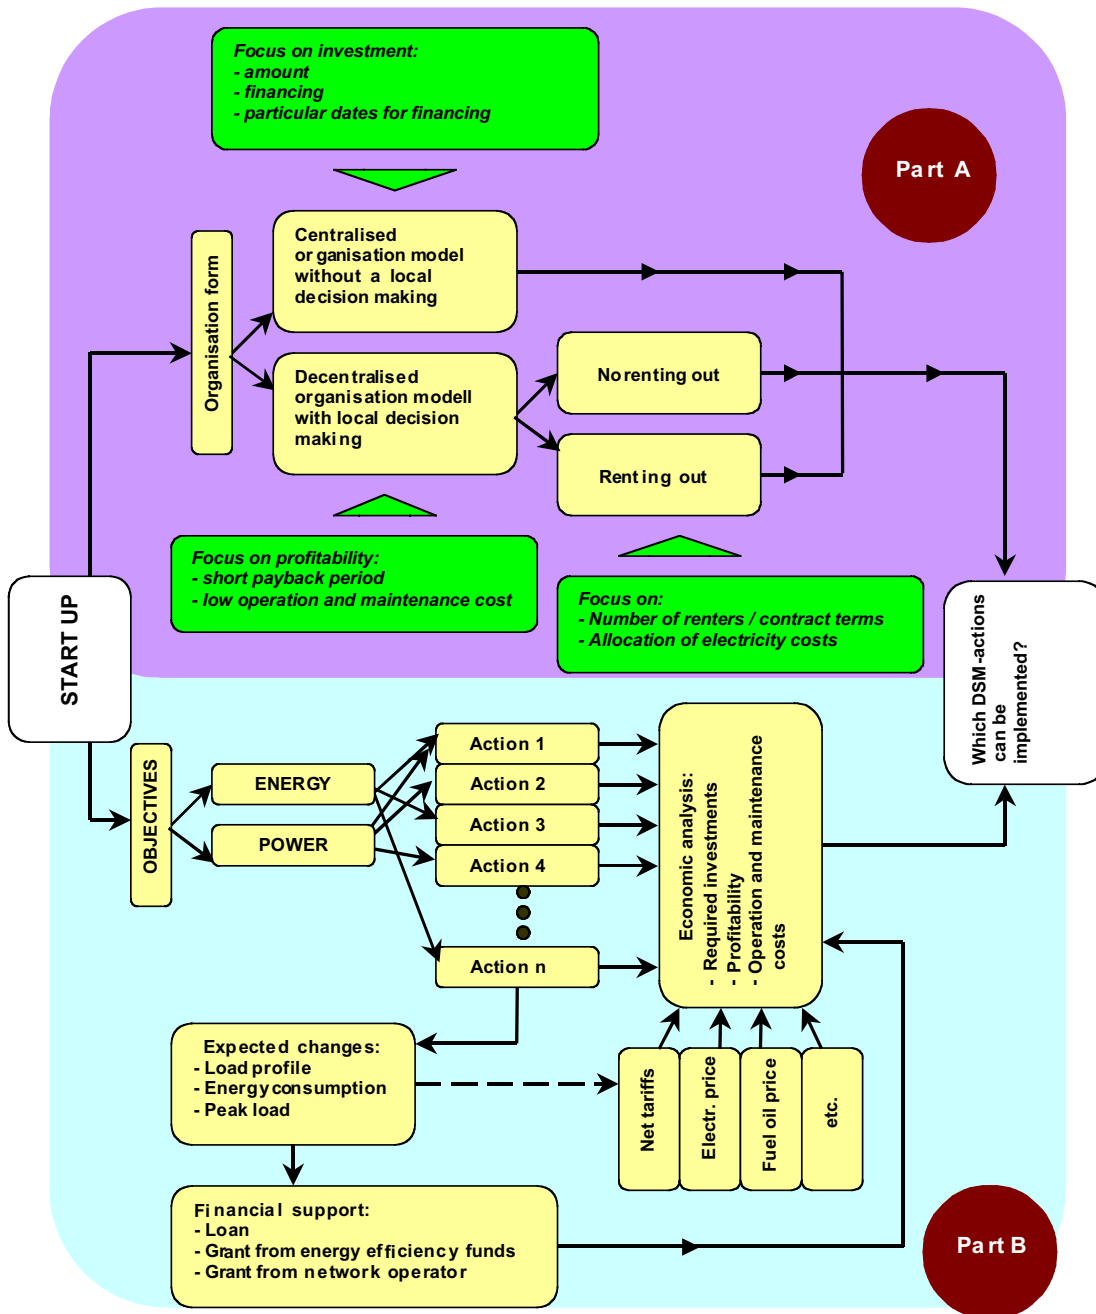 Focus on investment:
- amount
- financing
- particular dates for financing
Part A
Organisation form
Centralised
organisation model
without a local
decision making
Decentralised
organisation modell
with local decision
making
No renting out
Renting out
Focus on profitability:
- short payback period
- low operation and maintenance cost
Focus on:
- Number of renters / contract terms
- Allocation of electricity costs
START UP
Which DSM-actions
can be
implemented?
OBJECTIVES
ENERGY
POWER
Action 1
Action 2
Action 3
Action 4
Action n
Economic analysis:
- Required investments
- Profitability
- Operation and maintenance
costs
Expected changes:
- Load profile
- Energy consumption
- Peak load
Net tariffs
Electr. price
Fuel oil price
etc.
Financial support:
- Loan
- Grant from energy efficiency funds
- Grant from network operator
Part B